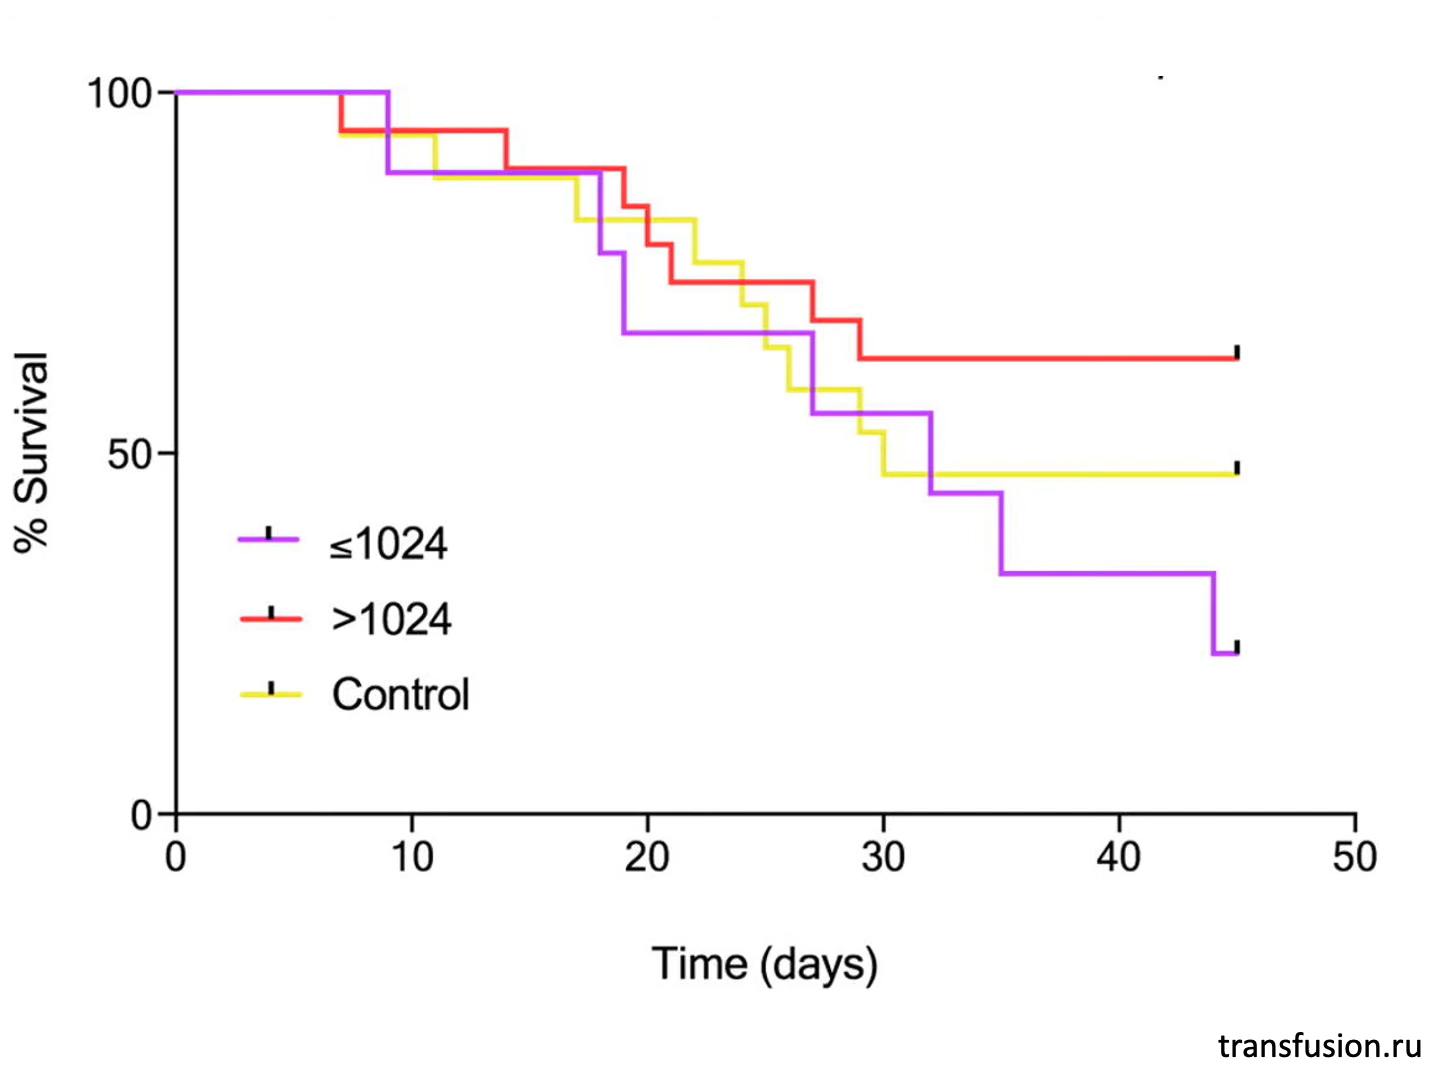 100
50
0
% Survival
≤1024
>1024
Control
0 10 20 30 40 50
Time (days)
transfusion.ru